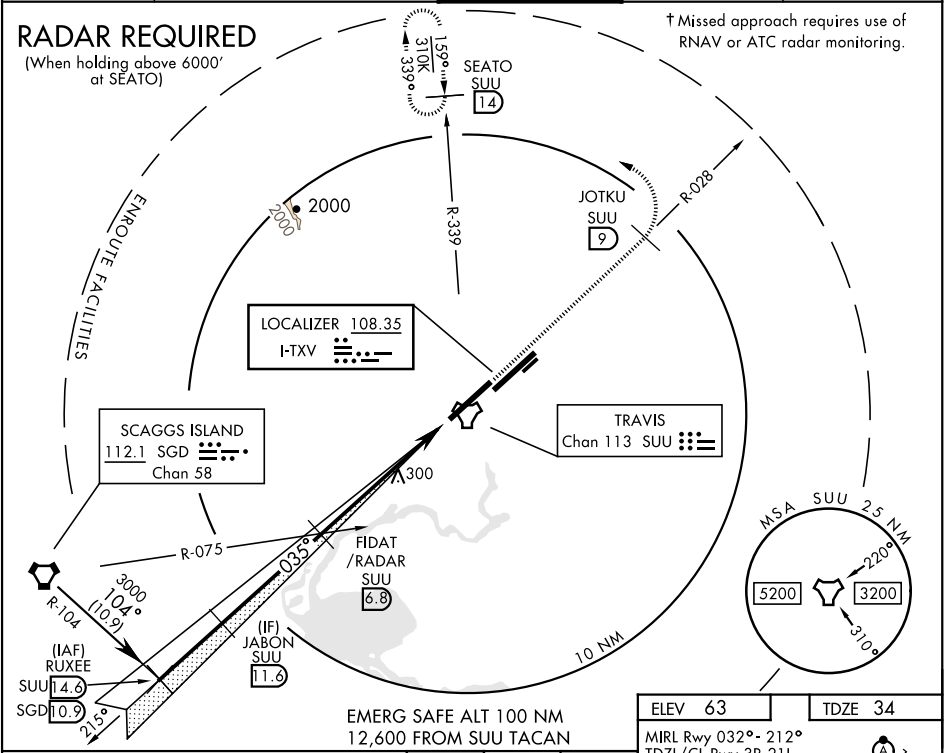 RADAR REQUIRED
(When holding above 6000'
at SEATO)
† Missed approach requires use of
RNAV or ATC radar monitoring.
159°
310K
339°
SEATO
SUU
14
ENROUTE FACILITIES
2000
2000
R-339
JOTKU
SUU
9
R-028
LOCALIZER 108.35
I-TXV
SCAGGS ISLAND
112.1 SGD
Chan 58
TRAVIS
Chan 113 SUU
300
R-075
035°
FIDAT
/RADAR
SUU
6.8
3000
104°
(10.9)
R-104
(IAF)
RUXEE
SUU 14.6
SGD 10.9
215°
(IF)
JABON
SUU
11.6
10 NM
MSA SUU 25 NM
220°
5200
3200
310°
EMERG SAFE ALT 100 NM
12,600 FROM SUU TACAN
ELEV 63
TDZE 34
MIRL Rwy 032°- 212°
A